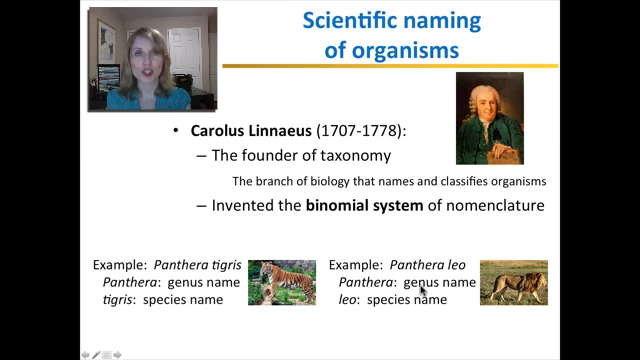 Scientific naming
of organisms
• Carolus Linnaeus (1707-1778):
– The founder of taxonomy
The branch of biology that names and classifies organisms
– Invented the binomial system of nomenclature
Example: Panthera tigris
Panthera: genus name
tigris: species name
Example: Panthera leo
Panthera: genus name
leo: species name